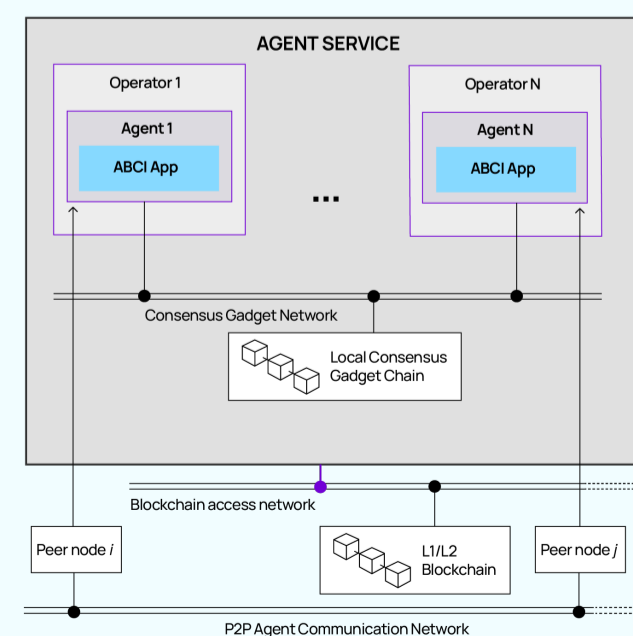 AGENT SERVICE
Operator 1
Agent 1
ABCI App
...
Operator N
Agent N
ABCI App
Consensus Gadget Network
Local Consensus
Gadget Chain
Blockchain access network
Peer node i
L1/L2
Blockchain
Peer node j
P2P Agent Communication Network